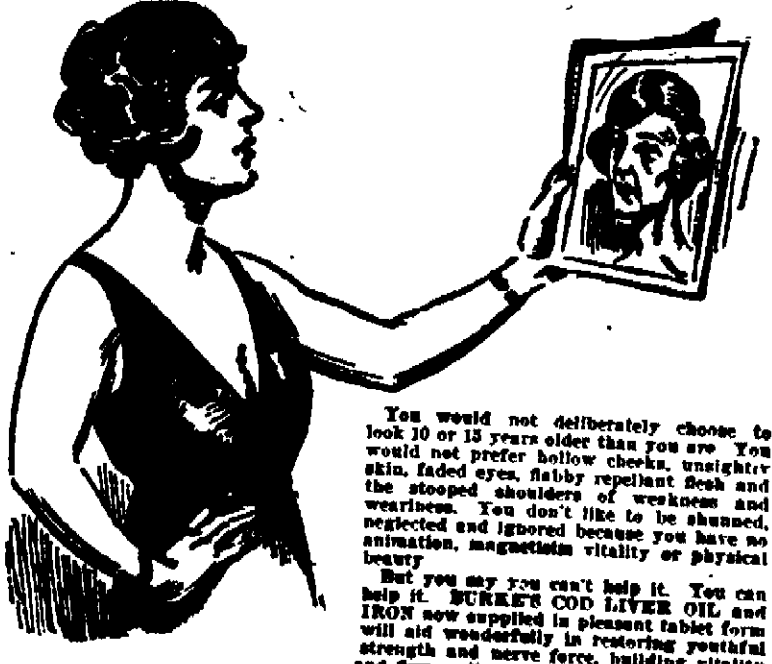 You would not deliberately choose to
look 10 or 15 years older than you are You
would not prefer hollow cheeks, unsightly
skin, faded eyes, flabby repellant flesh and
the stooped shoulders of weakness and
weariness. You don't like to be shunned,
neglected and ignored because you have no
animation, magnetism vitality or physical
beauty
But you say you can't help it. You can
help it. BURKE'S COD LIVER OIL and
IRON now supplied in pleasant tablet form
will aid wonderfully in restoring youthful
strength and nerve force, building